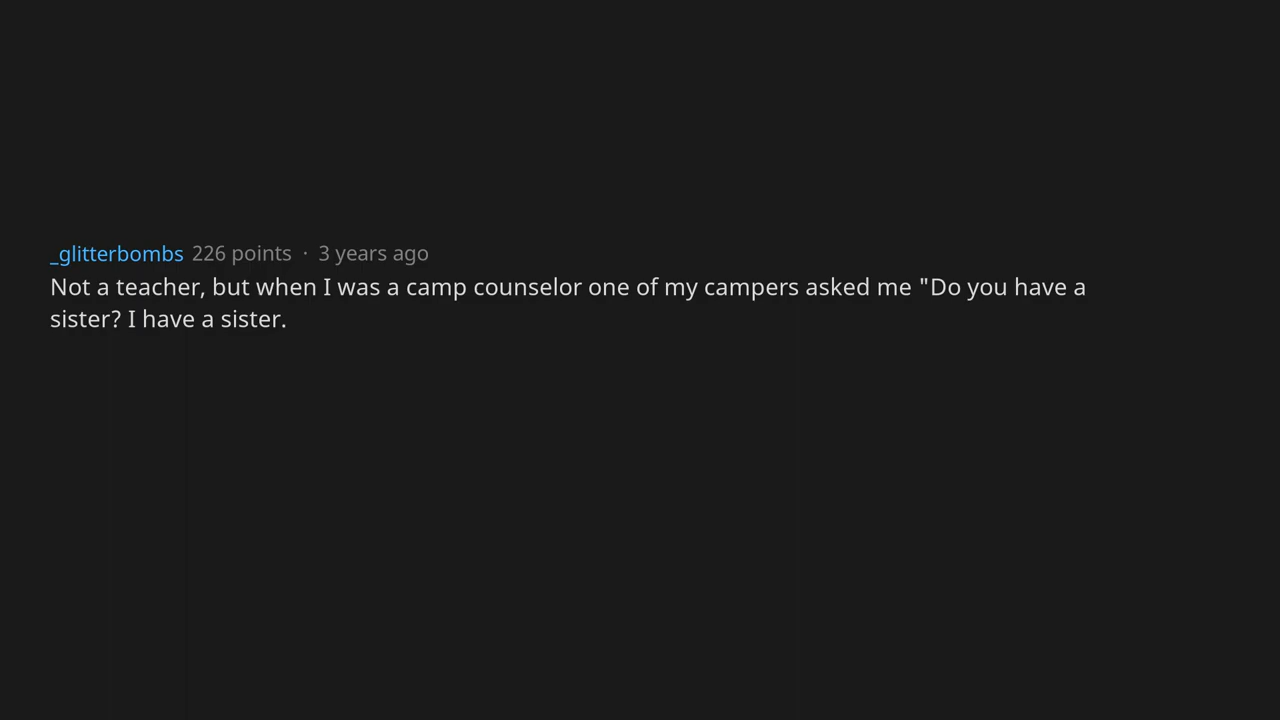 _glitterbombs 226 points · 3 years ago
Not a teacher, but when I was a camp counselor one of my campers asked me "Do you have a
sister? I have a sister.